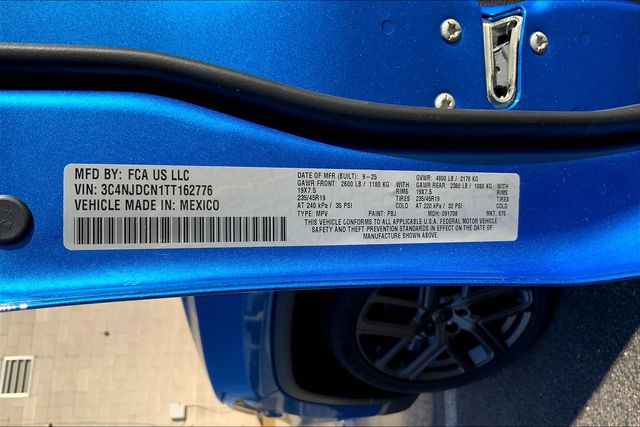 MFD BY: FCA US LLC
VIN: 3C4NJDCN1TT162776
VEHICLE MADE IN: MEXICO
DATE OF MFR (BUILT): 9-25
GVWR: 4800 LB / 2178 KG
GAWR FRONT: 2600 LB / 1180 KG WITH GAWR REAR: 2380 LB / 1080 KG WITH
19X7.5 RIMS 19X7.5 RIMS
235/45R19 TIRES 235/45R19 TIRES
AT 240 kPa / 35 PSI COLD AT 220 kPa / 32 PSI COLD
TYPE: MPV PAINT: PBJ MDH: 091708 MKT: 975
THIS VEHICLE CONFORMS TO ALL APPLICABLE U.S.A. FEDERAL MOTOR VEHICLE
SAFETY AND THEFT PREVENTION STANDARDS IN EFFECT ON THE DATE OF
MANUFACTURE SHOWN ABOVE.